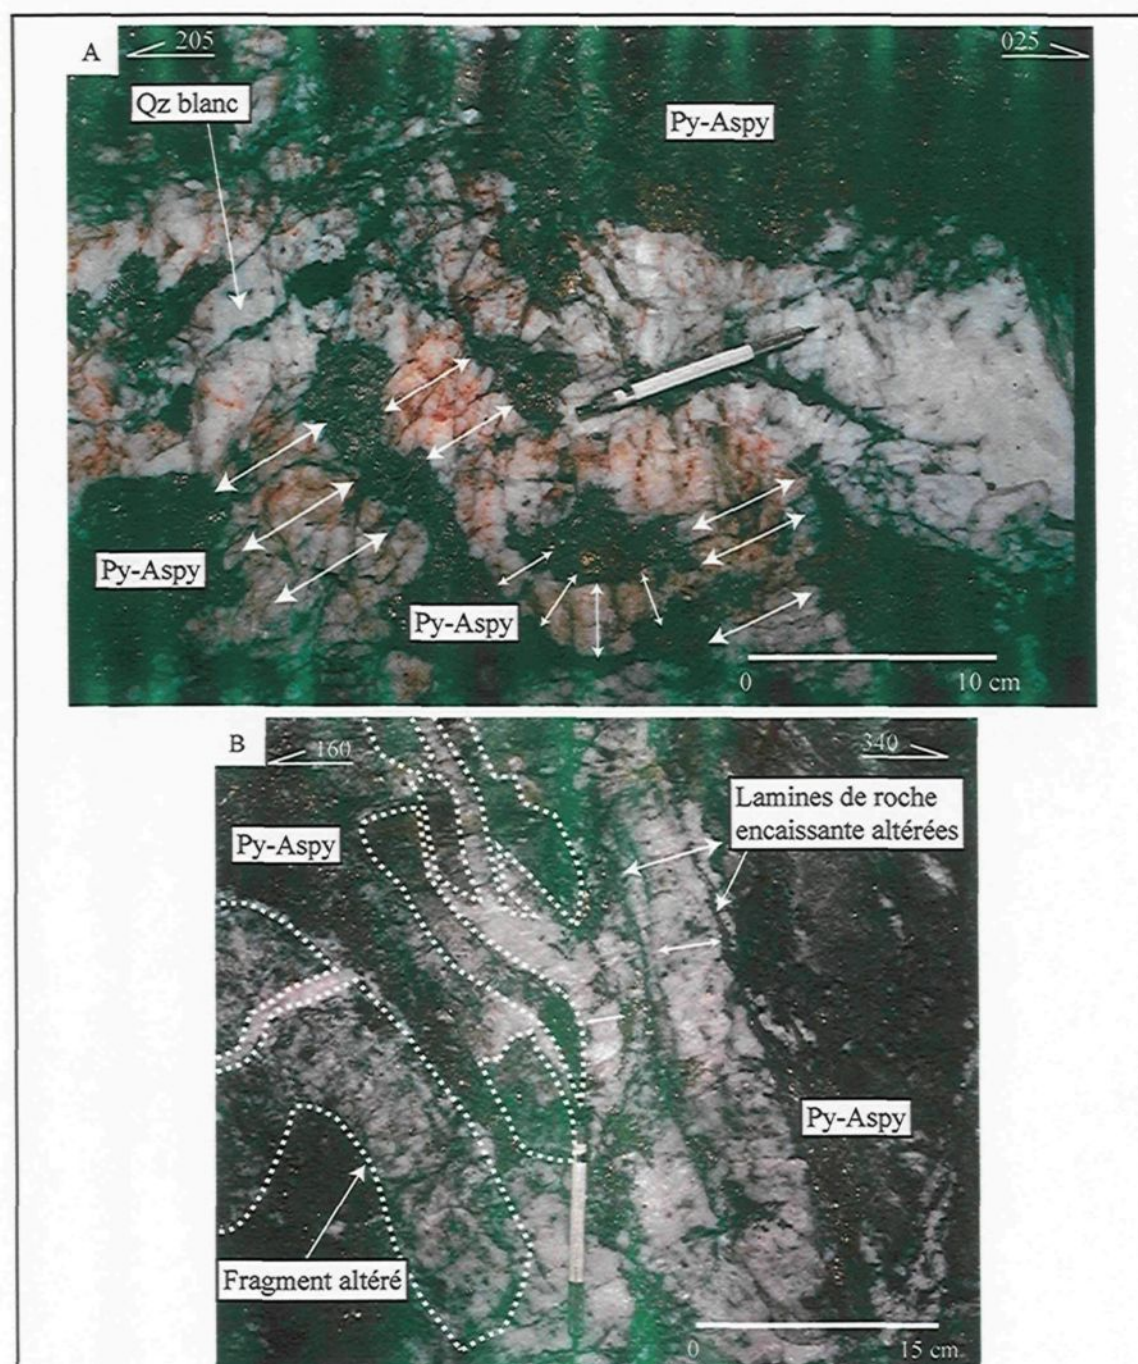 A
205
025
Qz blanc
Py-Aspy
Py-Aspy
Py-Aspy
0
10 cm
B
160
340
Lamines de roche
encaissante altérées
Py-Aspy
Py-Aspy
Fragment altéré
0
15 cm